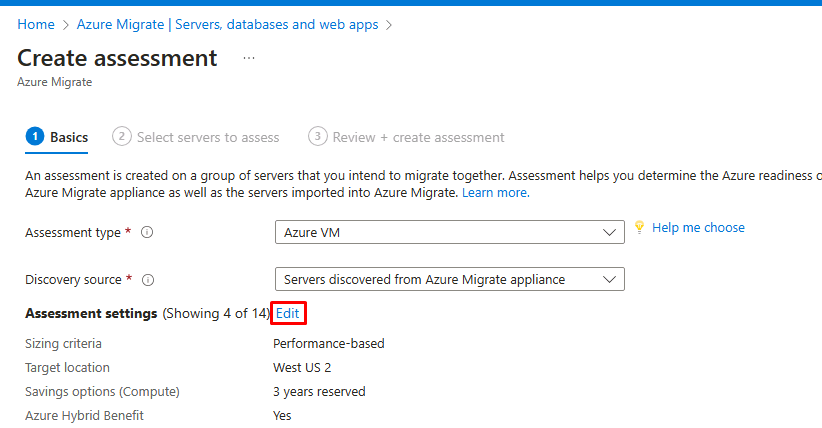 Home > Azure Migrate | Servers, databases and web apps >
Create assessment ...
Azure Migrate
1 Basics 2 Select servers to assess 3 Review + create assessment
An assessment is created on a group of servers that you intend to migrate together. Assessment helps you determine the Azure readiness o
Azure Migrate appliance as well as the servers imported into Azure Migrate. Learn more.
Assessment type * Azure VM Help me choose
Discovery source * Servers discovered from Azure Migrate appliance
Assessment settings (Showing 4 of 14) Edit
Sizing criteria Performance-based
Target location West US 2
Savings options (Compute) 3 years reserved
Azure Hybrid Benefit Yes